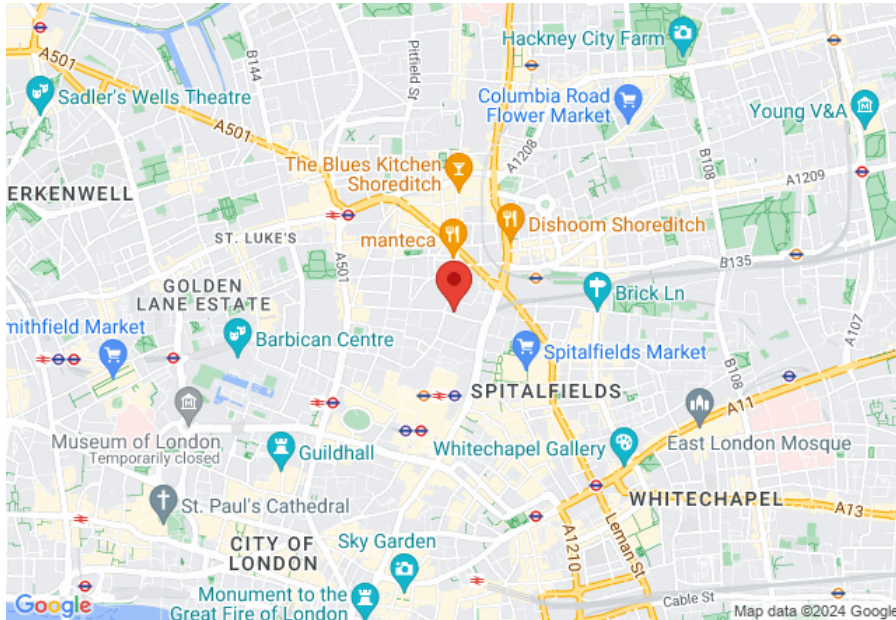 A501
B144
Pitfield St
Hackney City Farm
Sadler's Wells Theatre
Columbia Road
Flower Market
Young V&A
A501
A1208
B108
The Blues Kitchen
Shoreditch
A1209
ERKENWELL
Dishoom Shoreditch
ST. LUKE'S
manteca
A501
B135
GOLDEN
LANE ESTATE
Brick Ln
mithfield Market
Barbican Centre
A107
Spitalfields Market
B108
SPITALFIELDS
A11
Museum of London
Temporarily closed
Guildhall
Whitechapel Gallery
East London Mosque
St. Paul's Cathedral
WHITECHAPEL
A13
CITY OF
LONDON
Sky Garden
A1210
Leman St
Monument to the
Great Fire of London
Cable St
Google
Map data ©2024 Google